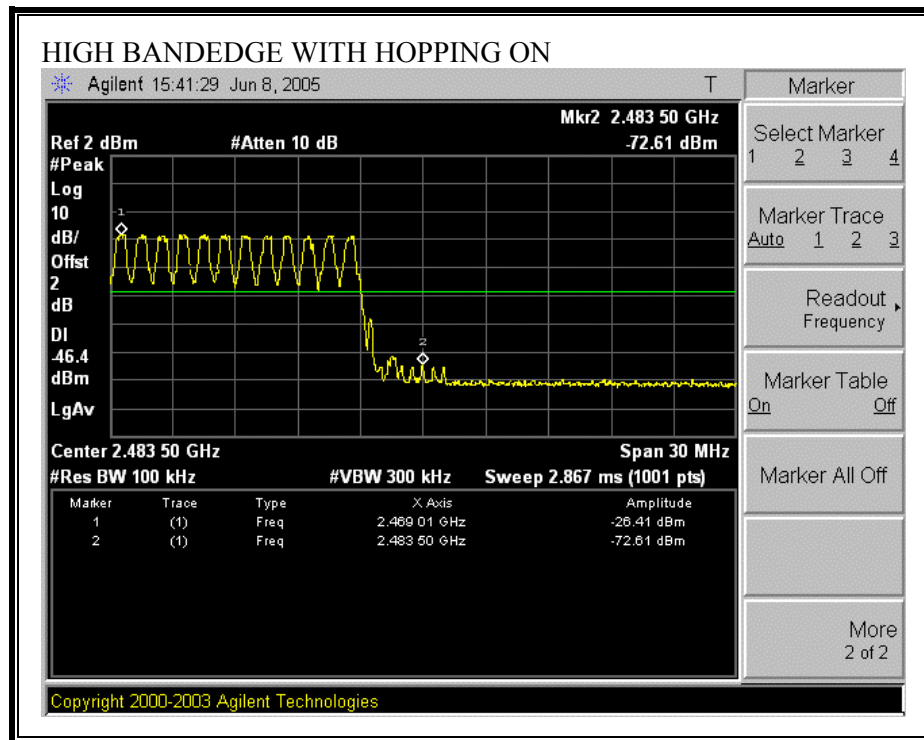 HIGH BANDEDGE WITH HOPPING ON
Agilent 15:41:29 Jun 8, 2005 T
Mkr2 2.483 50 GHz
Ref 2 dBm #Atten 10 dB -72.61 dBm
#Peak
Log
10
dB/
Offst
2
dB
DI
-46.4
dBm
LgAv
1
2
Center 2.483 50 GHz Span 30 MHz
#Res BW 100 kHz #VBW 300 kHz Sweep 2.867 ms (1001 pts)
Marker Trace Type X Axis Amplitude
1 (1) Freq 2.469 01 GHz -26.41 dBm
2 (1) Freq 2.483 50 GHz -72.61 dBm
Copyright 2000-2003 Agilent Technologies
Marker
Select Marker
1 2 3 4
Marker Trace
Auto 1 2 3
Readout
Frequency
Marker Table
On Off
Marker All Off
More
2 of 2